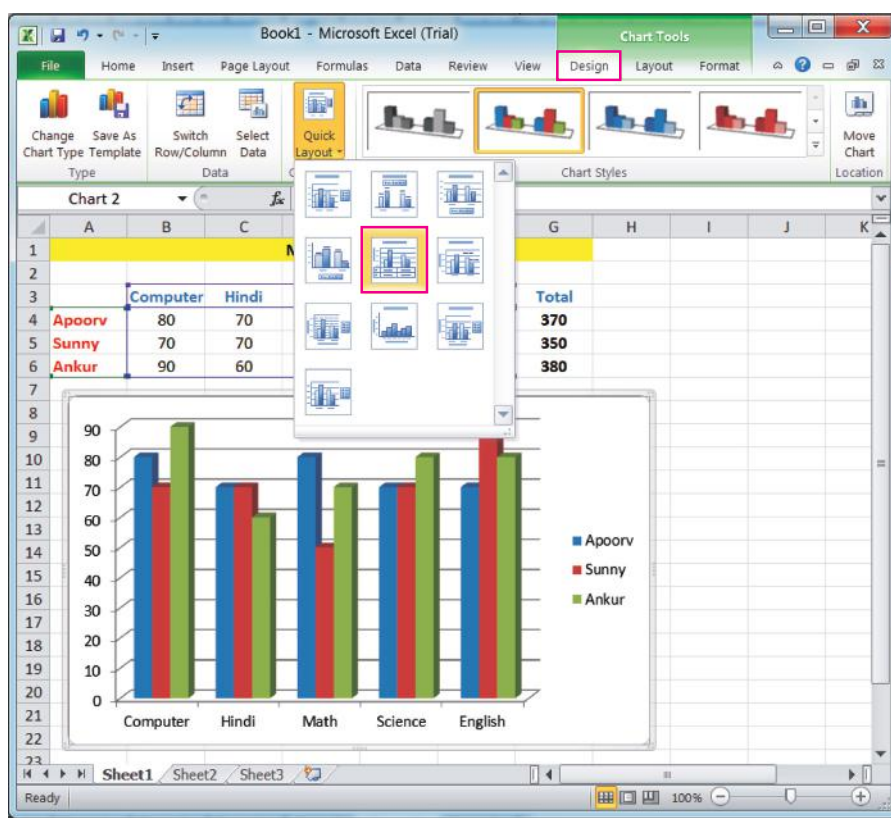 Book1 - Microsoft Excel (Trial)
Chart Tools
File Home Insert Page Layout Formulas Data Review View Design Layout Format
Change Chart Type
Save As Template
Switch Row/Column
Select Data
Quick Layout
Move Chart
Type Data Chart Styles Location
Chart 2 fx
A B C G H I J K
1
2
3 Computer Hindi Total
4 Apoorv 80 70 370
5 Sunny 70 70 350
6 Ankur 90 60 380
7
8
9
10
11
12
13
14
15
16
17
18
19
20
21
22
23
90
80
70
60
50
40
30
20
10
0
Computer Hindi Math Science English
Apoorv
Sunny
Ankur
Sheet1 Sheet2 Sheet3
Ready 100%